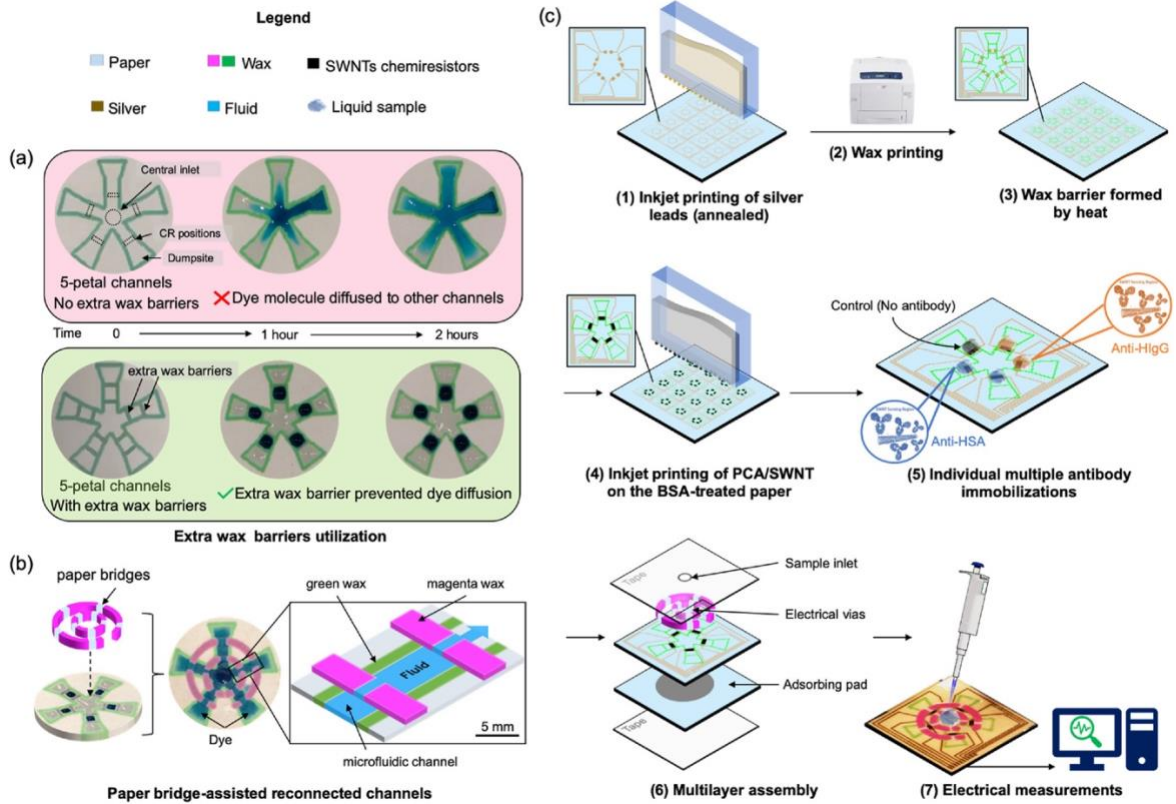 Legend
Paper
Wax
SWNTs chemiresistors
Silver
Fluid
Liquid sample
(a)
Central inlet
CR positions
Dumpsite
5-petal channels
No extra wax barriers
Dye molecule diffused to other channels
Time 0 1 hour 2 hours
extra wax barriers
5-petal channels
With extra wax barriers
Extra wax barrier prevented dye diffusion
Extra wax barriers utilization
(b)
paper bridges
green wax
magenta wax
Fluid
5 mm
Dye
microfluidic channel
Paper bridge-assisted reconnected channels
(c)
(1) Inkjet printing of silver
leads (annealed)
(2) Wax printing
(3) Wax barrier formed
by heat
(4) Inkjet printing of PCA/SWNT
on the BSA-treated paper
Control (No antibody)
SWNT Sensing Region
Anti-HIgG
SWNT Sensing Region
Anti-HSA
(5) Individual multiple antibody
immobilizations
Tape
Sample inlet
Electrical vias
Adsorbing pad
Tape
(6) Multilayer assembly
(7) Electrical measurements